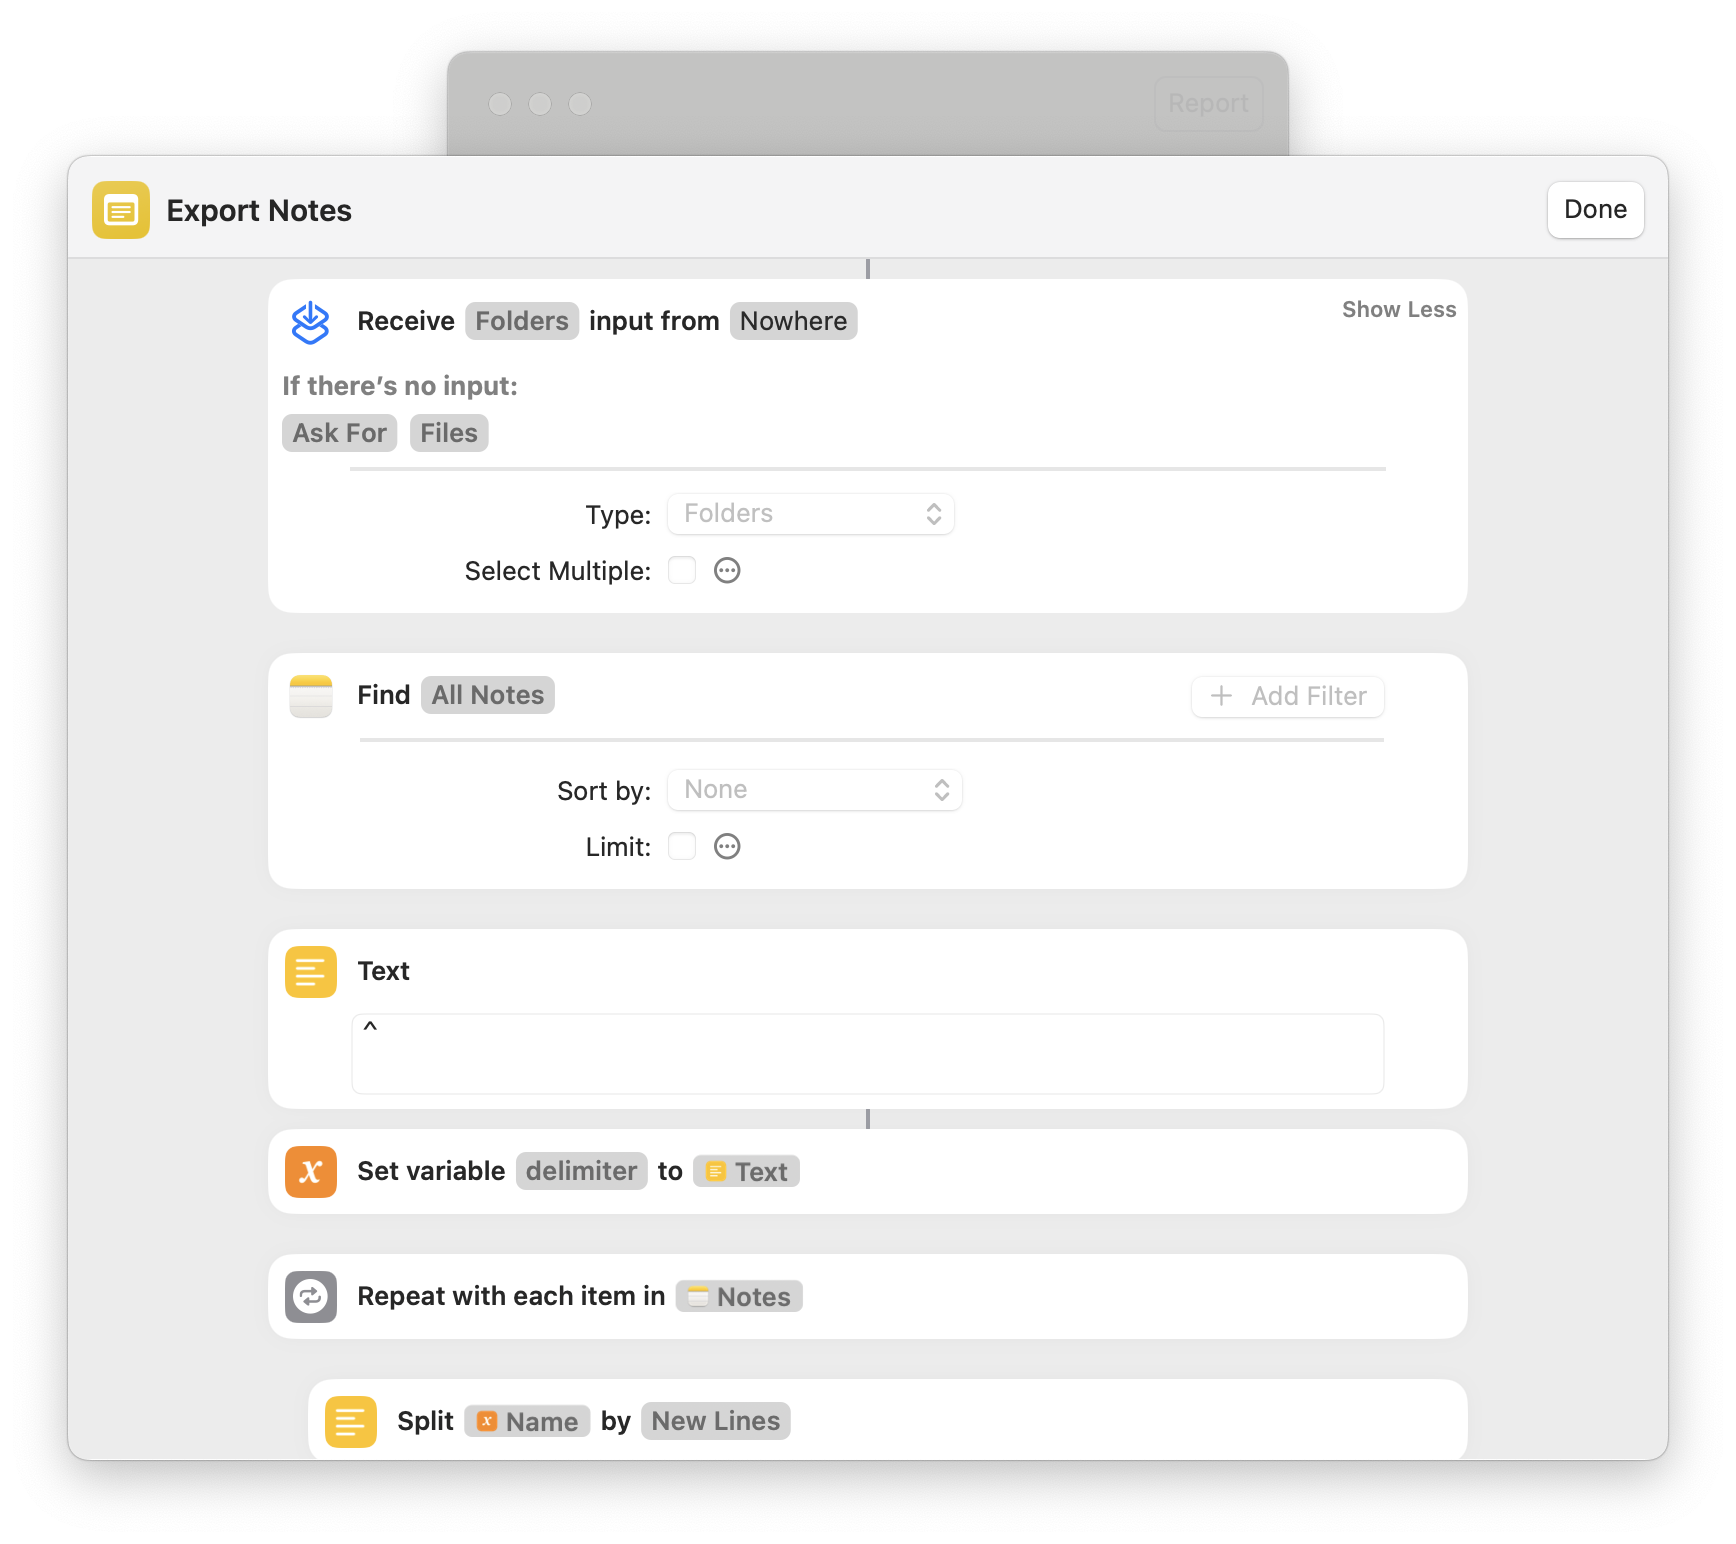 Report
Export Notes
Done
Receive Folders input from Nowhere
Show Less
If there's no input:
Ask For Files
Type: Folders
Select Multiple:
Find All Notes
+ Add Filter
Sort by: None
Limit:
Text
^
Set variable delimiter to Text
Repeat with each item in Notes
Split Name by New Lines